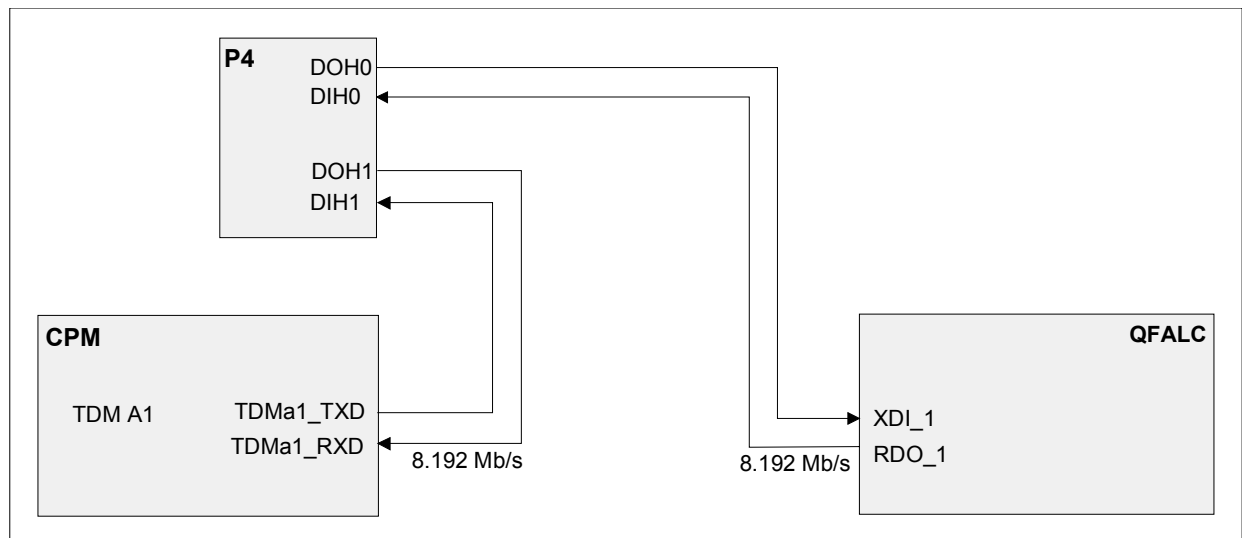 P4
DOH0
DIH0
DOH1
DIH1
CPM
TDM A1
TDMa1_TXD
TDMa1_RXD
8.192 Mb/s
QFALC
XDI_1
RDO_1
8.192 Mb/s